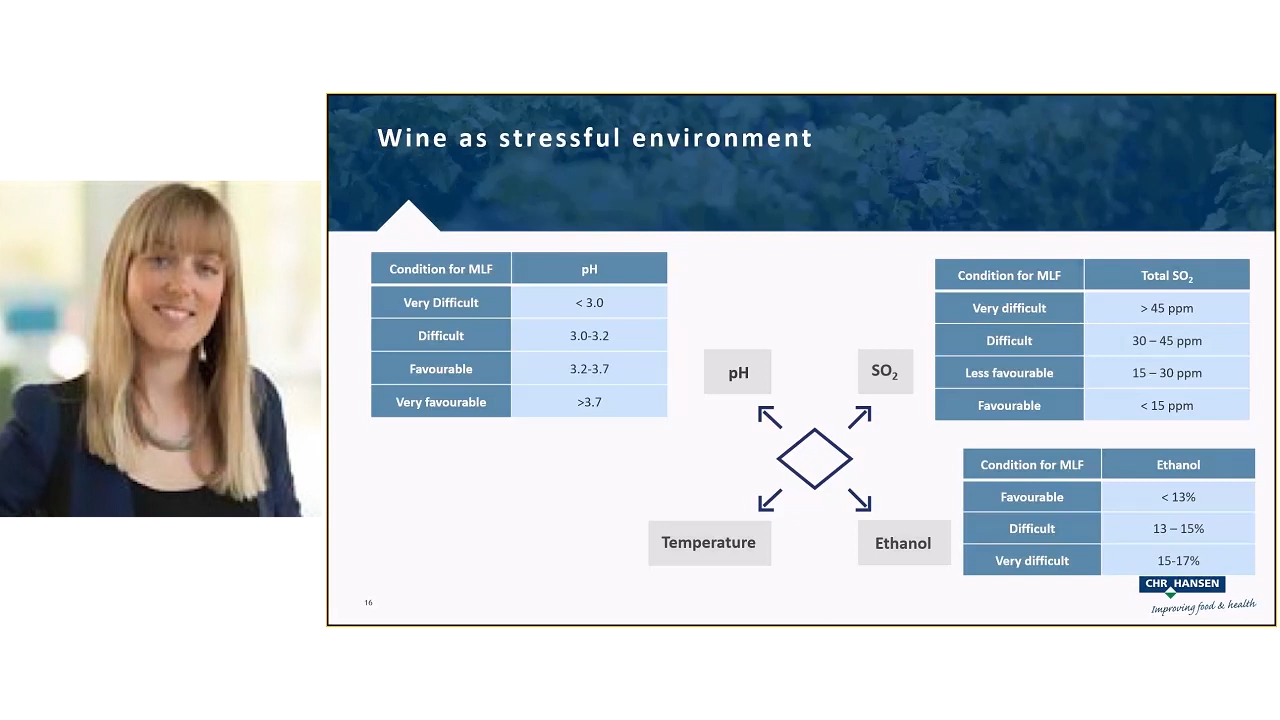 Wine as stressful environment
Condition for MLF pH
Very Difficult < 3.0
Difficult 3.0-3.2
Favourable 3.2-3.7
Very favourable >3.7
Condition for MLF Total SO₂
Very difficult > 45 ppm
Difficult 30 – 45 ppm
Less favourable 15 – 30 ppm
Favourable < 15 ppm
pH
SO₂
Temperature
Ethanol
Condition for MLF Ethanol
Favourable < 13%
Difficult 13 – 15%
Very difficult 15-17%
16
CHR HANSEN
Improving food & health